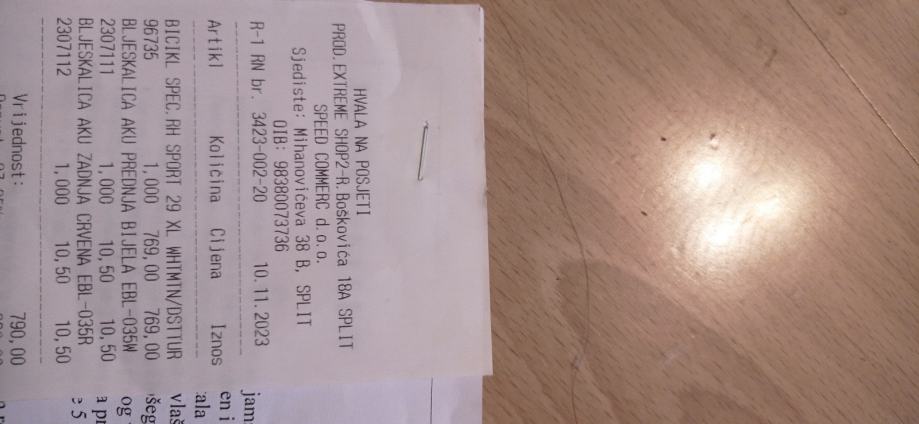 HVALA NA POSJETI
PROD.EXTREME SHOP2-R.Boškovića 18A SPLIT
SPEED COMMERC d.o.o.
Sjediste: Mihanovićeva 38 B, SPLIT
OIB: 98380073736
R-1 RN br. 3423-002-20 10.11.2023
Artikl Količina Cijena Iznos
BICIKL SPEC.RH SPORT 29 XL WHTMTN/DSTTUR
96735 1,000 769,00 769,00
BLJESKALICA AKU PREDNJA BIJELA EBL-035W
2307111 1,000 10,50 10,50
BLJESKALICA AKU ZADNJA CRVENA EBL-035R
2307112 1,000 10,50 10,50
Vrijednost: 790,00